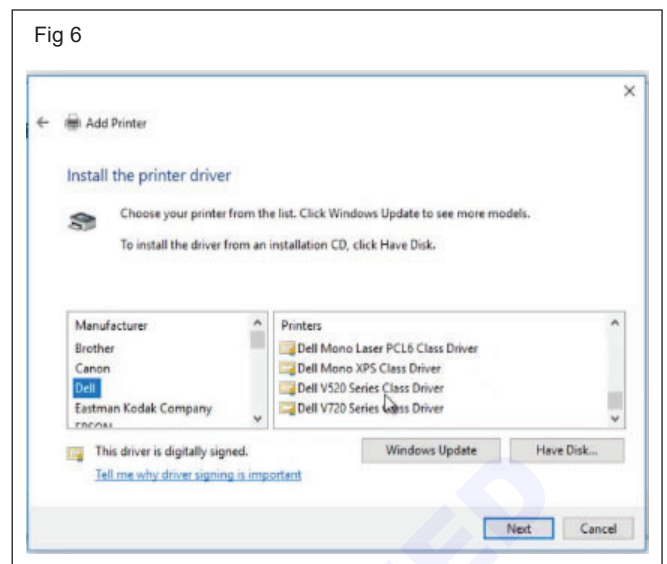 Fig 6
Add Printer
Install the printer driver
Choose your printer from the list. Click Windows Update to see more models.
To install the driver from an installation CD, click Have Disk.
Manufacturer
Brother
Canon
Dell
Eastman Kodak Company
EPSON
Printers
Dell Mono Laser PCL6 Class Driver
Dell Mono XPS Class Driver
Dell V520 Series Class Driver
Dell V720 Series Class Driver
This driver is digitally signed.
Tell me why driver signing is important
Windows Update
Have Disk...
Next
Cancel